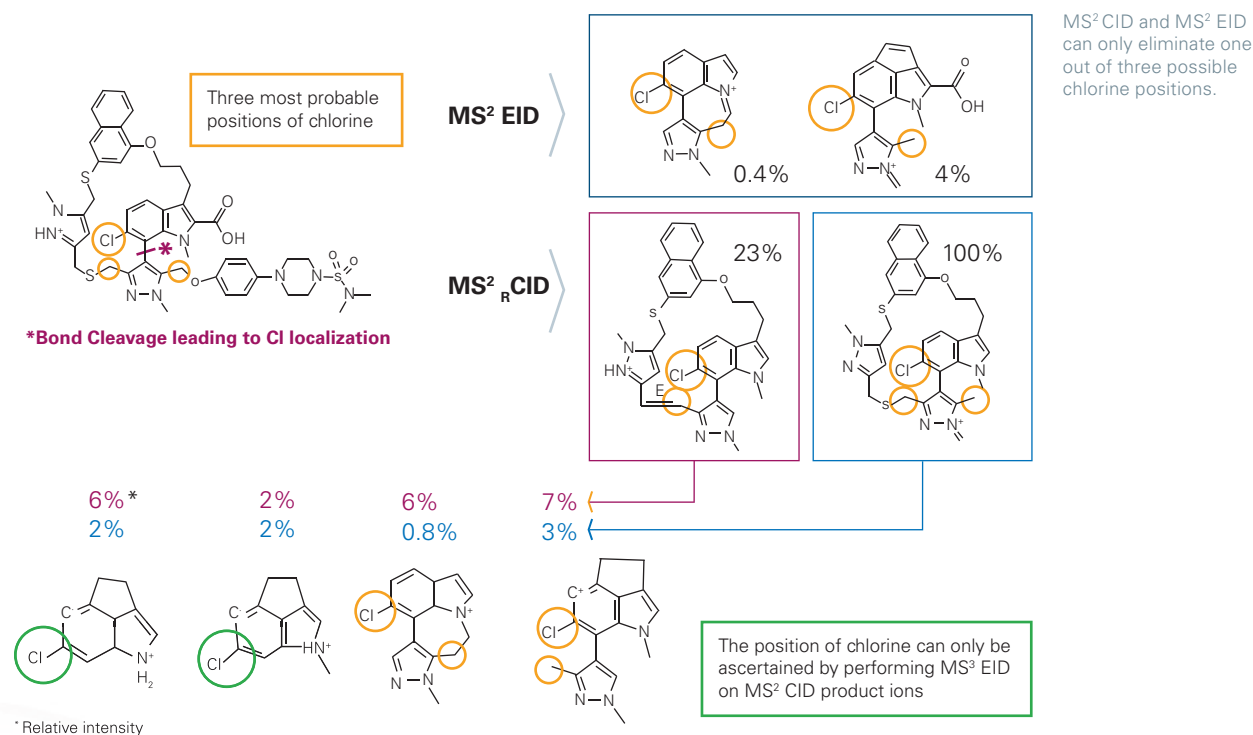 MS² CID and MS² EID
can only eliminate one
out of three possible
chlorine positions.
Three most probable
positions of chlorine
MS² EID
Cl
N⁺
N
N
0.4%
Cl
O
OH
N
N
N⁺
4%
O
S
N
HN⁺
Cl
O
OH
N
*
S
N
N
O
N
N
S
O
O
N
*Bond Cleavage leading to Cl localization
MS² RCID
23%
O
S
N
HN⁺
Cl
N
E
N
N
100%
O
S
N
N
Cl
N
S
N
N⁺
6% *
2%
6%
7%
2%
2%
0.8%
3%
C
Cl
N⁺
H₂
C
Cl
HN⁺
Cl
N⁺
N
N
C⁺
Cl
N
N
N
The position of chlorine can only be
ascertained by performing MS³ EID
on MS² CID product ions
* Relative intensity